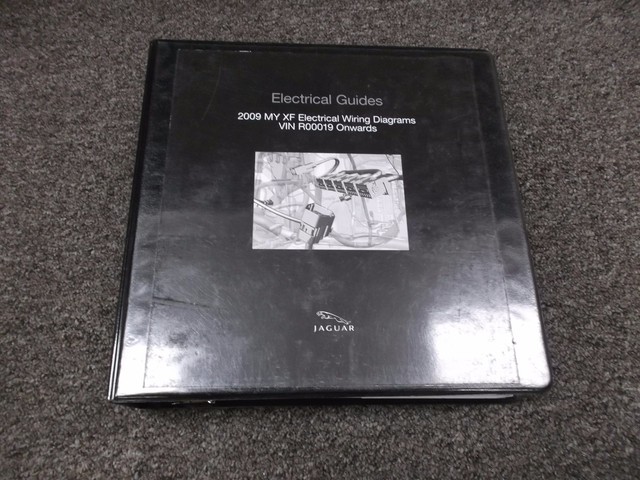 Electrical Guides
2009 MY XF Electrical Wiring Diagrams
VIN R00019 Onwards
JAGUAR